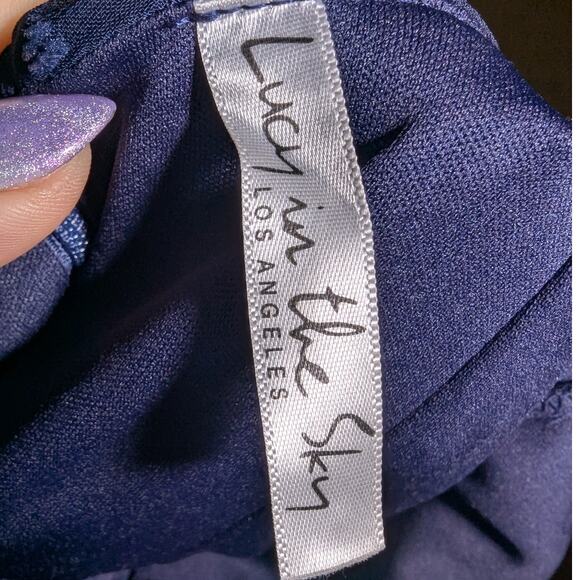 Lucy in the Sky
LOS ANGELES